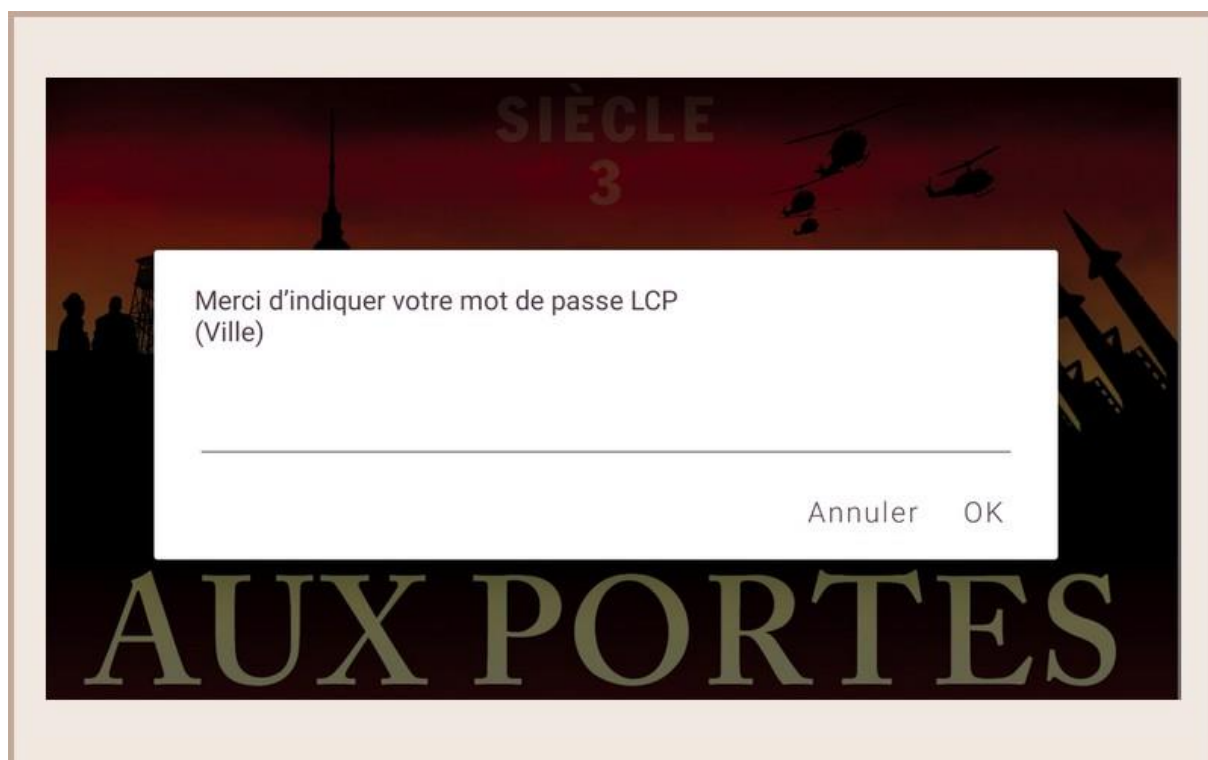 SIÈCLE
3
Merci d’indiquer votre mot de passe LCP
(Ville)
Annuler OK
AUX PORTES